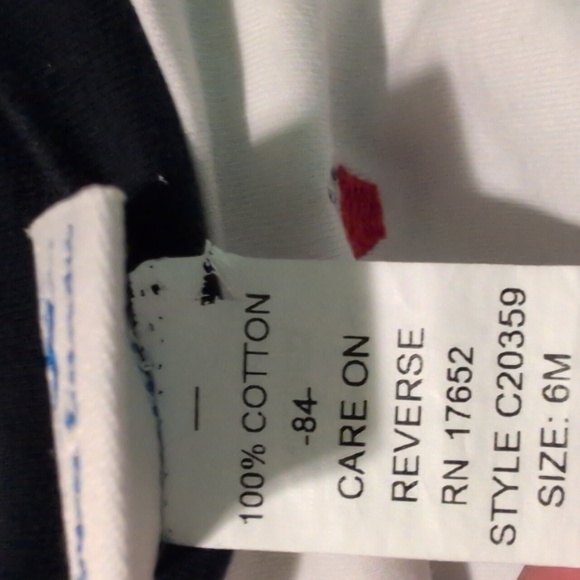 100% COTTON
-84-
CARE ON
REVERSE
RN 17652
STYLE C20359
SIZE: 6M